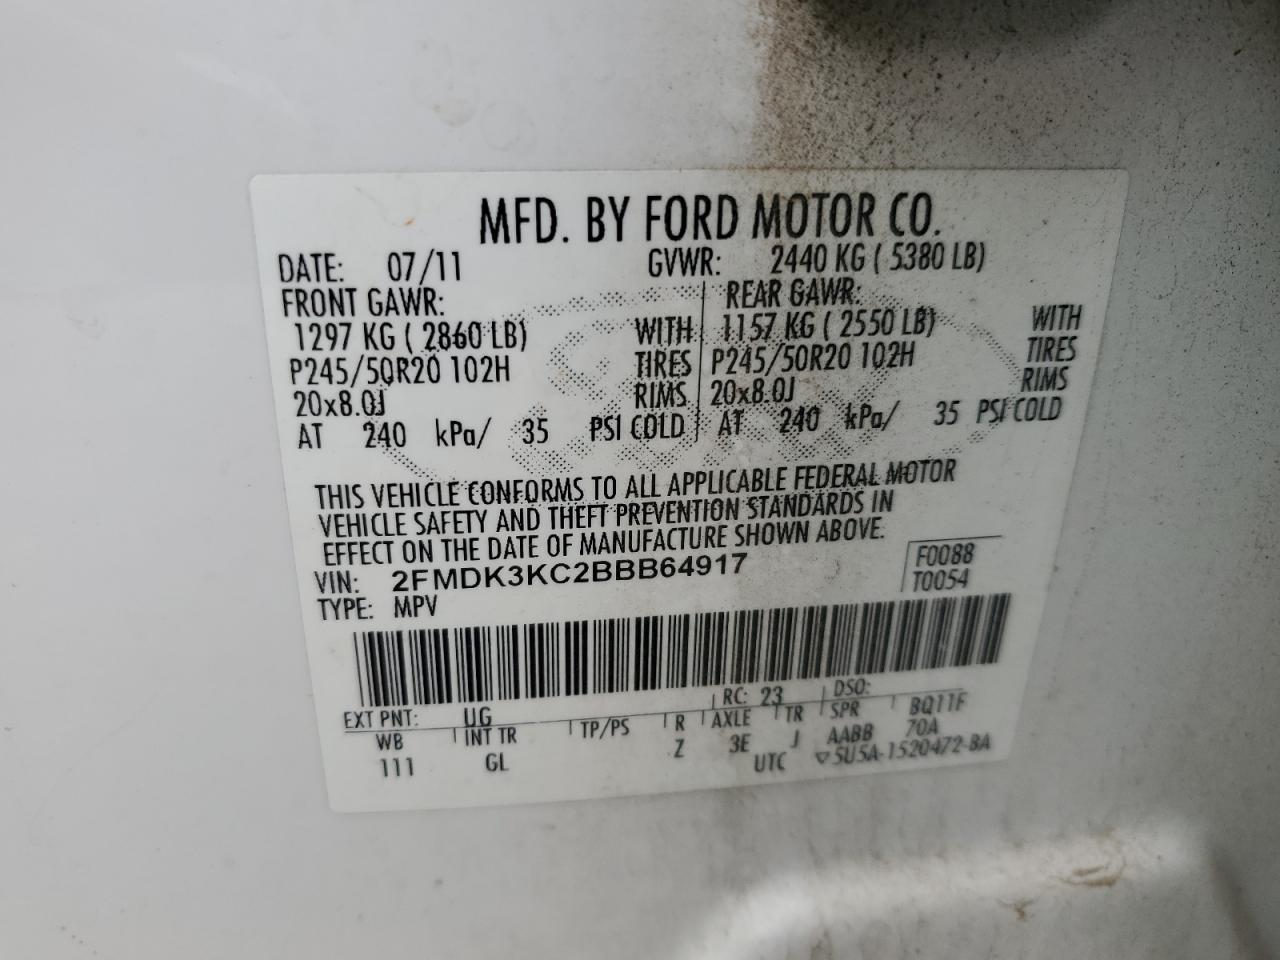 MFD. BY FORD MOTOR CO.
DATE: 07/11 GVWR: 2440 KG ( 5380 LB)
FRONT GAWR: REAR GAWR:
1297 KG ( 2860 LB) WITH 1157 KG ( 2550 LB) WITH
P245/50R20 102H TIRES P245/50R20 102H TIRES
20x8.0J RIMS 20x8.0J RIMS
AT 240 kPa/ 35 PSI COLD AT 240 kPa/ 35 PSI COLD
THIS VEHICLE CONFORMS TO ALL APPLICABLE FEDERAL MOTOR
VEHICLE SAFETY AND THEFT PREVENTION STANDARDS IN
EFFECT ON THE DATE OF MANUFACTURE SHOWN ABOVE.
VIN: 2FMDK3KC2BBB64917 F0088
TYPE: MPV T0054
EXT PNT: UG RC: 23 DSO:
WB INT TR TP/PS R AXLE TR SPR BQ11F
111 GL Z 3E J AABB 70A
UTC ▽5U5A-1520472-BA